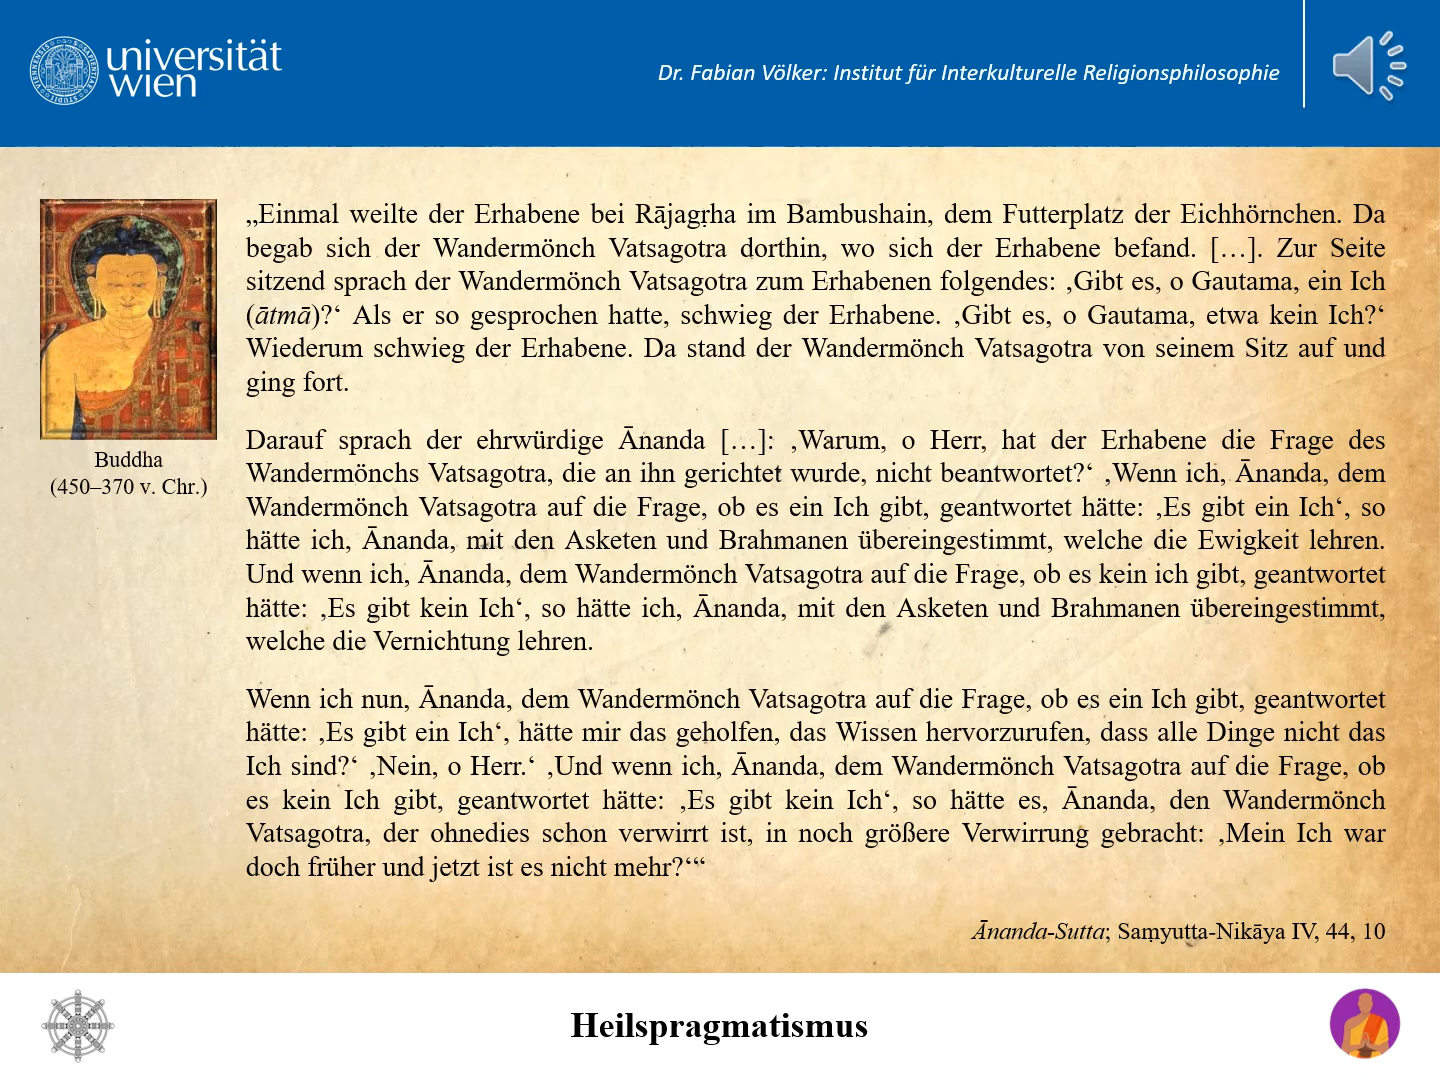 universität
wien
Dr. Fabian Völker: Institut für Interkulturelle Religionsphilosophie
„Einmal weilte der Erhabene bei Rājagṛha im Bambushain, dem Futterplatz der Eichhörnchen. Da
begab sich der Wandermönch Vatsagotra dorthin, wo sich der Erhabene befand. […]. Zur Seite
sitzend sprach der Wandermönch Vatsagotra zum Erhabenen folgendes: ‚Gibt es, o Gautama, ein Ich
(ātmā)?‘ Als er so gesprochen hatte, schwieg der Erhabene. ‚Gibt es, o Gautama, etwa kein Ich?‘
Wiederum schwieg der Erhabene. Da stand der Wandermönch Vatsagotra von seinem Sitz auf und
ging fort.
Buddha
(450–370 v. Chr.)
Darauf sprach der ehrwürdige Ānanda […]: ‚Warum, o Herr, hat der Erhabene die Frage des
Wandermönchs Vatsagotra, die an ihn gerichtet wurde, nicht beantwortet?‘ ‚Wenn ich, Ānanda, dem
Wandermönch Vatsagotra auf die Frage, ob es ein Ich gibt, geantwortet hätte: ‚Es gibt ein Ich‘, so
hätte ich, Ānanda, mit den Asketen und Brahmanen übereingestimmt, welche die Ewigkeit lehren.
Und wenn ich, Ānanda, dem Wandermönch Vatsagotra auf die Frage, ob es kein ich gibt, geantwortet
hätte: ‚Es gibt kein Ich‘, so hätte ich, Ānanda, mit den Asketen und Brahmanen übereingestimmt,
welche die Vernichtung lehren.
Wenn ich nun, Ānanda, dem Wandermönch Vatsagotra auf die Frage, ob es ein Ich gibt, geantwortet
hätte: ‚Es gibt ein Ich‘, hätte mir das geholfen, das Wissen hervorzurufen, dass alle Dinge nicht das
Ich sind?‘ ‚Nein, o Herr.‘ ‚Und wenn ich, Ānanda, dem Wandermönch Vatsagotra auf die Frage, ob
es kein Ich gibt, geantwortet hätte: ‚Es gibt kein Ich‘, so hätte es, Ānanda, den Wandermönch
Vatsagotra, der ohnedies schon verwirrt ist, in noch größere Verwirrung gebracht: ‚Mein Ich war
doch früher und jetzt ist es nicht mehr?‘“
Ānanda-Sutta; Saṃyutta-Nikāya IV, 44, 10
Heilspragmatismus